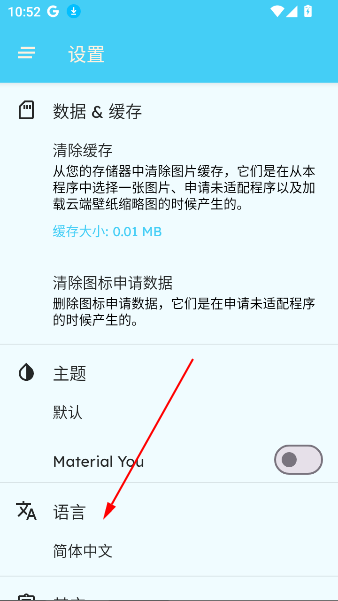 10:52
设置
数据 & 缓存
清除缓存
从您的存储器中清除图片缓存，它们是在从本
程序中选择一张图片、申请未适配程序以及加
载云端壁纸缩略图的时候产生的。
缓存大小: 0.01 MB
清除图标申请数据
删除图标申请数据，它们是在申请未适配程序
的时候产生的。
主题
默认
Material You
语言
简体中文